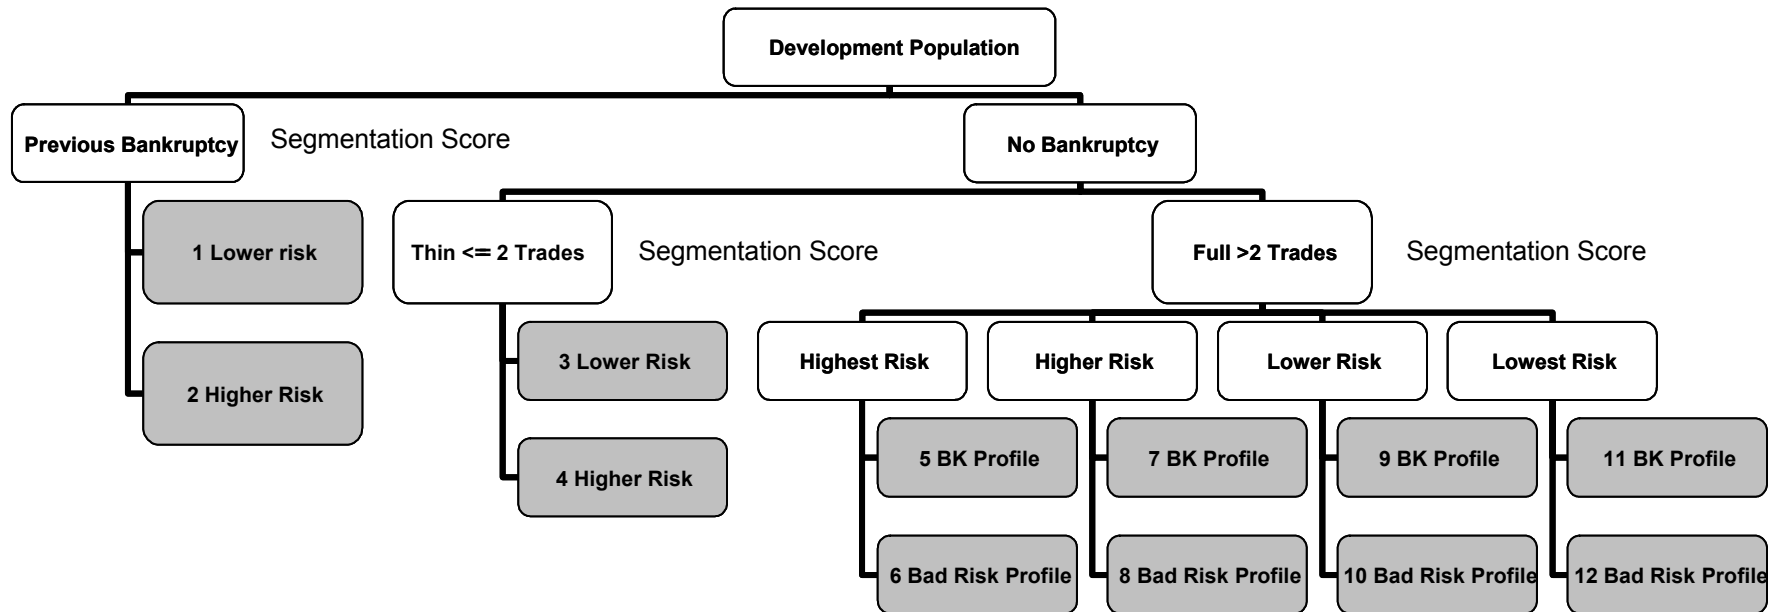 Development Population
Previous Bankruptcy
Segmentation Score
No Bankruptcy
1 Lower risk
Thin <= 2 Trades
Segmentation Score
Full >2 Trades
Segmentation Score
2 Higher Risk
3 Lower Risk
4 Higher Risk
Highest Risk
Higher Risk
Lower Risk
Lowest Risk
5 BK Profile
7 BK Profile
9 BK Profile
11 BK Profile
6 Bad Risk Profile
8 Bad Risk Profile
10 Bad Risk Profile
12 Bad Risk Profile